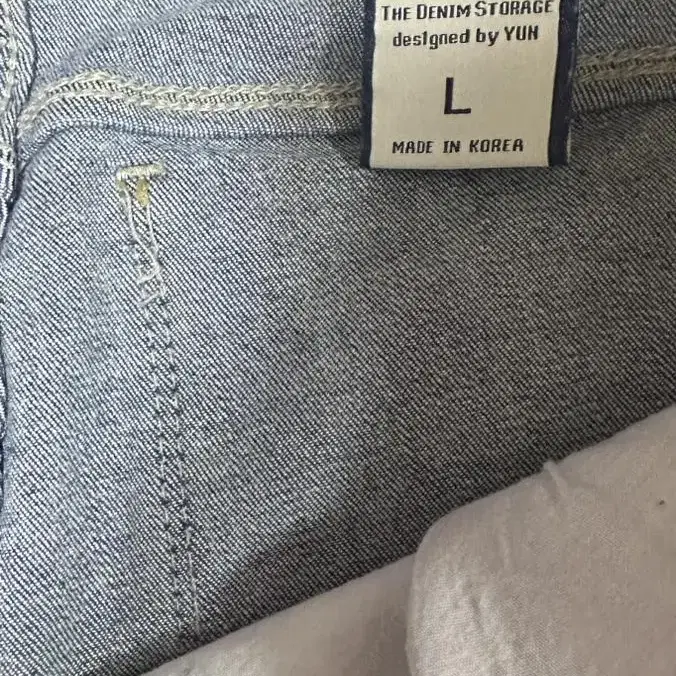 THE DENIM STORAGE
designed by YUN
L
MADE IN KOREA